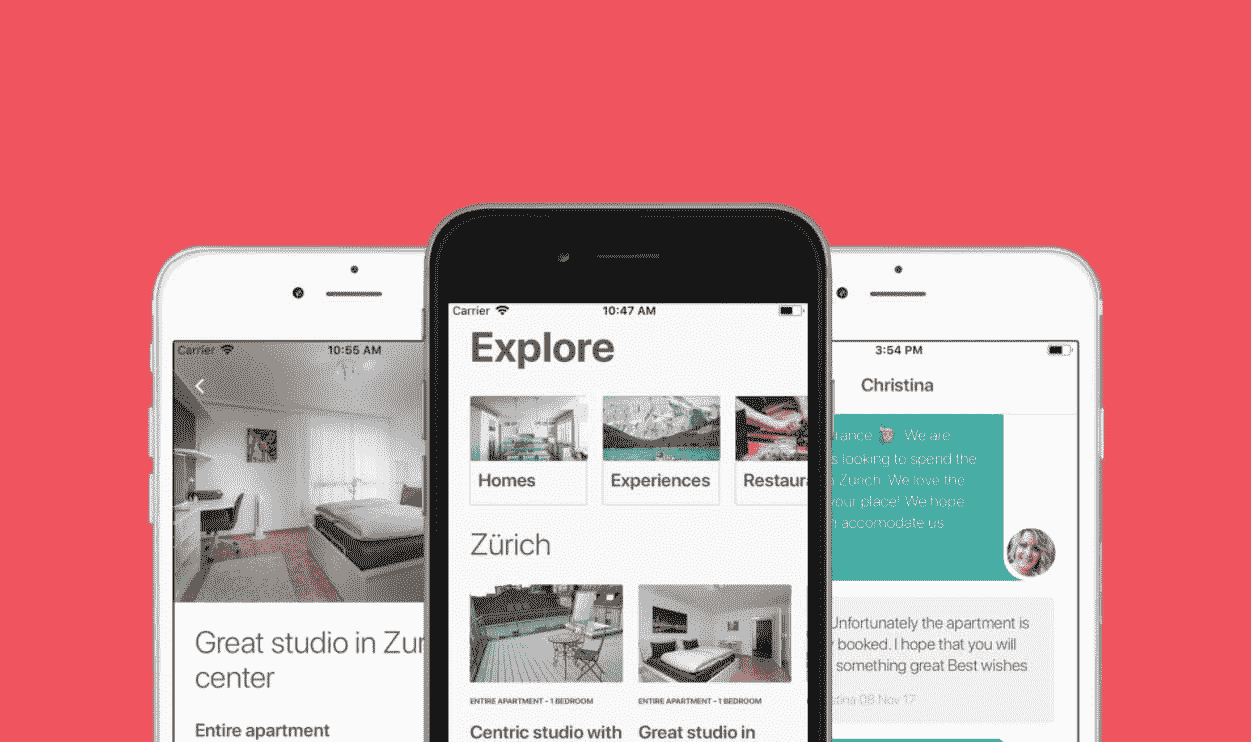 Carrier
10:55 AM
Great studio in Zur
center
Entire apartment
Carrier
10:47 AM
Explore
Homes
Experiences
Restaura
Zürich
ENTIRE APARTMENT - 1 BEDROOM
Centric studio with
ENTIRE APARTMENT - 1 BEDROOM
Great studio in
3:54 PM
Christina
rance We are
s looking to spend the
Zurich. We love the
your place! We hope
accomodate us
Unfortunately the apartment is
booked. I hope that you will
something great Best wishes
stina 08 Nov 17